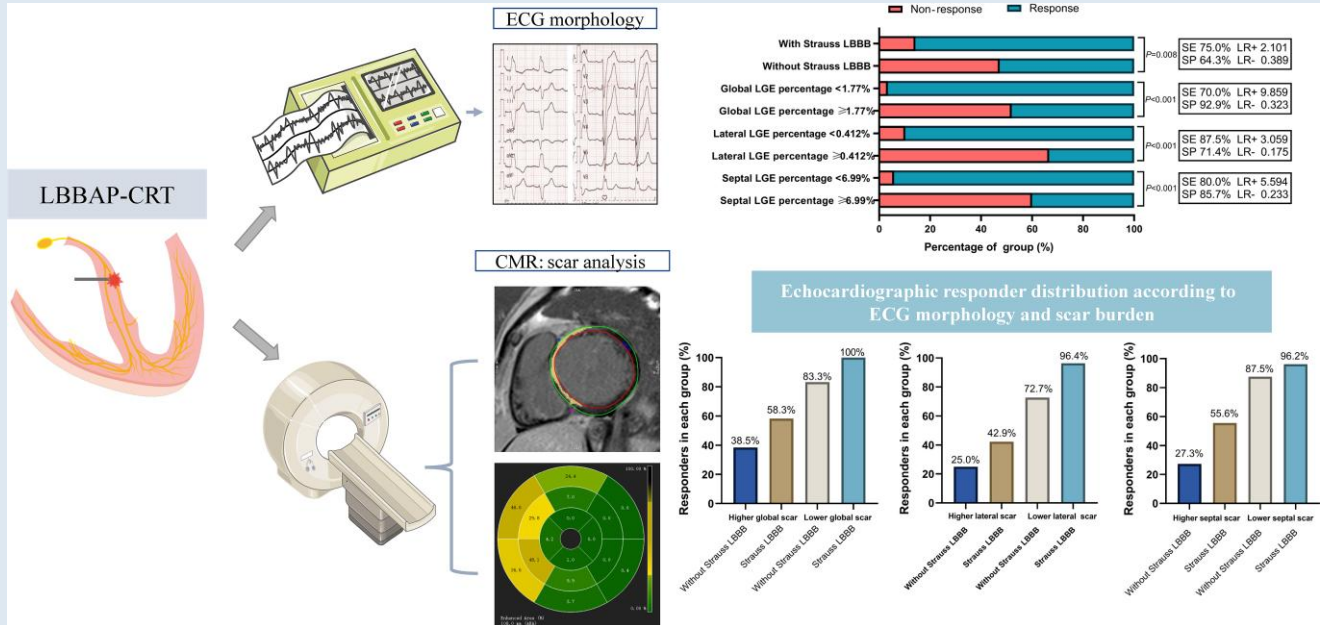 ECG morphology
LBBAP-CRT
CMR: scar analysis
Non-response
Response
With Strauss LBBB
Without Strauss LBBB
Global LGE percentage <1.77%
Global LGE percentage ≥1.77%
Lateral LGE percentage <0.412%
Lateral LGE percentage ≥0.412%
Septal LGE percentage <6.99%
Septal LGE percentage ≥6.99%
0 20 40 60 80 100
Percentage of group (%)
P=0.008
SE 75.0% LR+ 2.101
SP 64.3% LR- 0.389
P<0.001
SE 70.0% LR+ 9.859
SP 92.9% LR- 0.323
P<0.001
SE 87.5% LR+ 3.059
SP 71.4% LR- 0.175
P<0.001
SE 80.0% LR+ 5.594
SP 85.7% LR- 0.233
Echocardiographic responder distribution according to
ECG morphology and scar burden
Responders in each group (%)
100
80
60
40
20
0
38.5%
58.3%
83.3%
100%
Higher global scar Lower global scar
Without Strauss LBBB
Strauss LBBB
Without Strauss LBBB
Strauss LBBB
Responders in each group (%)
100
80
60
40
20
0
25.0%
42.9%
72.7%
96.4%
Higher lateral scar Lower lateral scar
Without Strauss LBBB
Strauss LBBB
Without Strauss LBBB
Strauss LBBB
Responders in each group (%)
100
80
60
40
20
0
27.3%
55.6%
87.5%
96.2%
Higher septal scar Lower septal scar
Without Strauss LBBB
Strauss LBBB
Without Strauss LBBB
Strauss LBBB